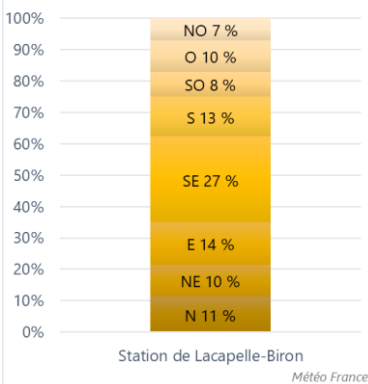 100%
NO 7 %
90%
O 10 %
80%
SO 8 %
70%
S 13 %
60%
50%
SE 27 %
40%
30%
E 14 %
20%
NE 10 %
10%
N 11 %
0%
Station de Lacapelle-Biron
Météo France